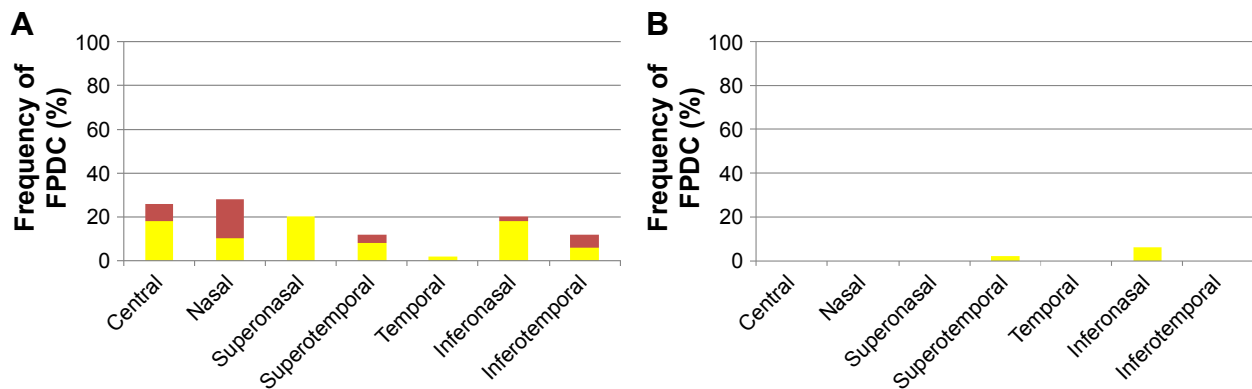 A
Frequency of
FPDC (%)
100
80
60
40
20
0
Central
Nasal
Superonasal
Superotemporal
Temporal
Inferonasal
Inferotemporal
B
Frequency of
FPDC (%)
100
80
60
40
20
0
Central
Nasal
Superonasal
Superotemporal
Temporal
Inferonasal
Inferotemporal